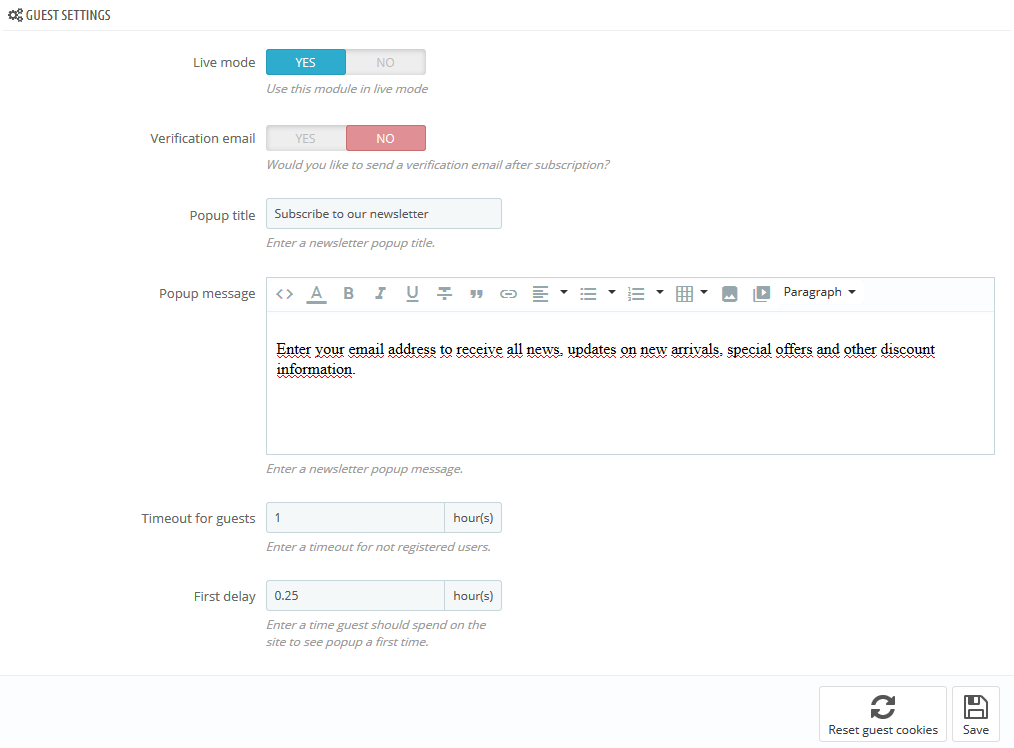 GUEST SETTINGS
Live mode YES NO
Use this module in live mode
Verification email YES NO
Would you like to send a verification email after subscription?
Popup title Subscribe to our newsletter
Enter a newsletter popup title.
Popup message A B I U Paragraph
Enter your email address to receive all news, updates on new arrivals, special offers and other discount
information.
Enter a newsletter popup message.
Timeout for guests 1 hour(s)
Enter a timeout for not registered users.
First delay 0.25 hour(s)
Enter a time guest should spend on the
site to see popup a first time.
Reset guest cookies Save